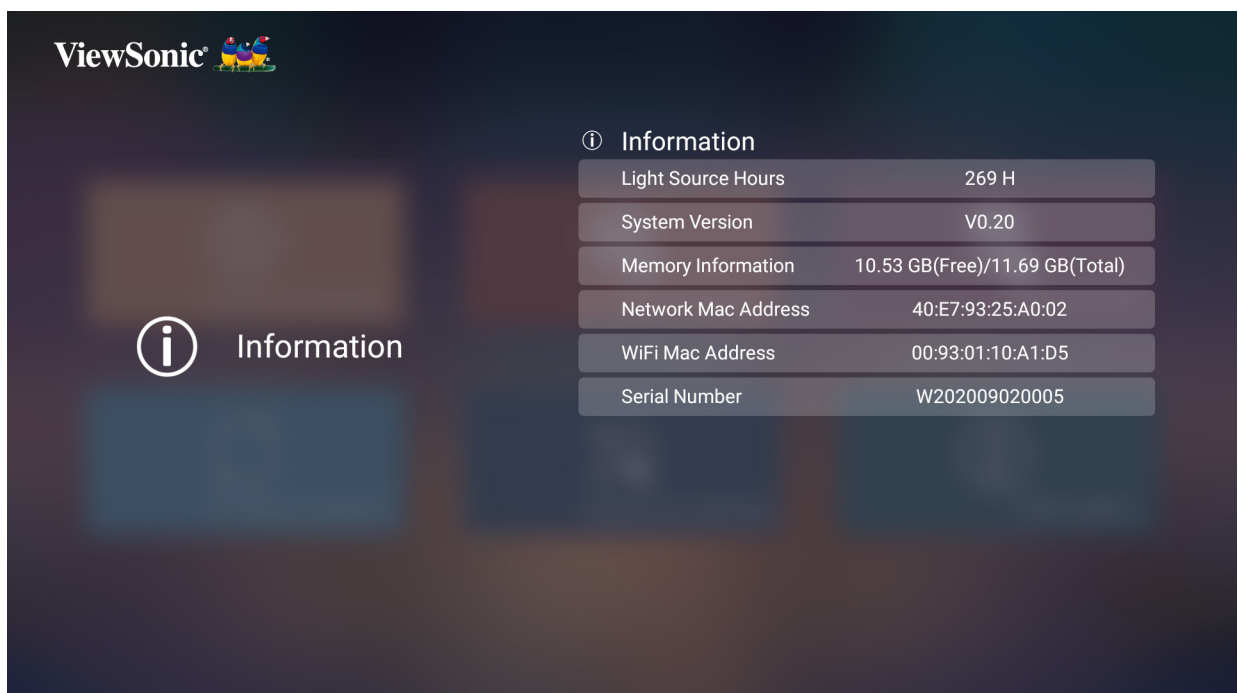 ViewSonic®
Information
Information
Light Source Hours 269 H
System Version V0.20
Memory Information 10.53 GB(Free)/11.69 GB(Total)
Network Mac Address 40:E7:93:25:A0:02
WiFi Mac Address 00:93:01:10:A1:D5
Serial Number W202009020005